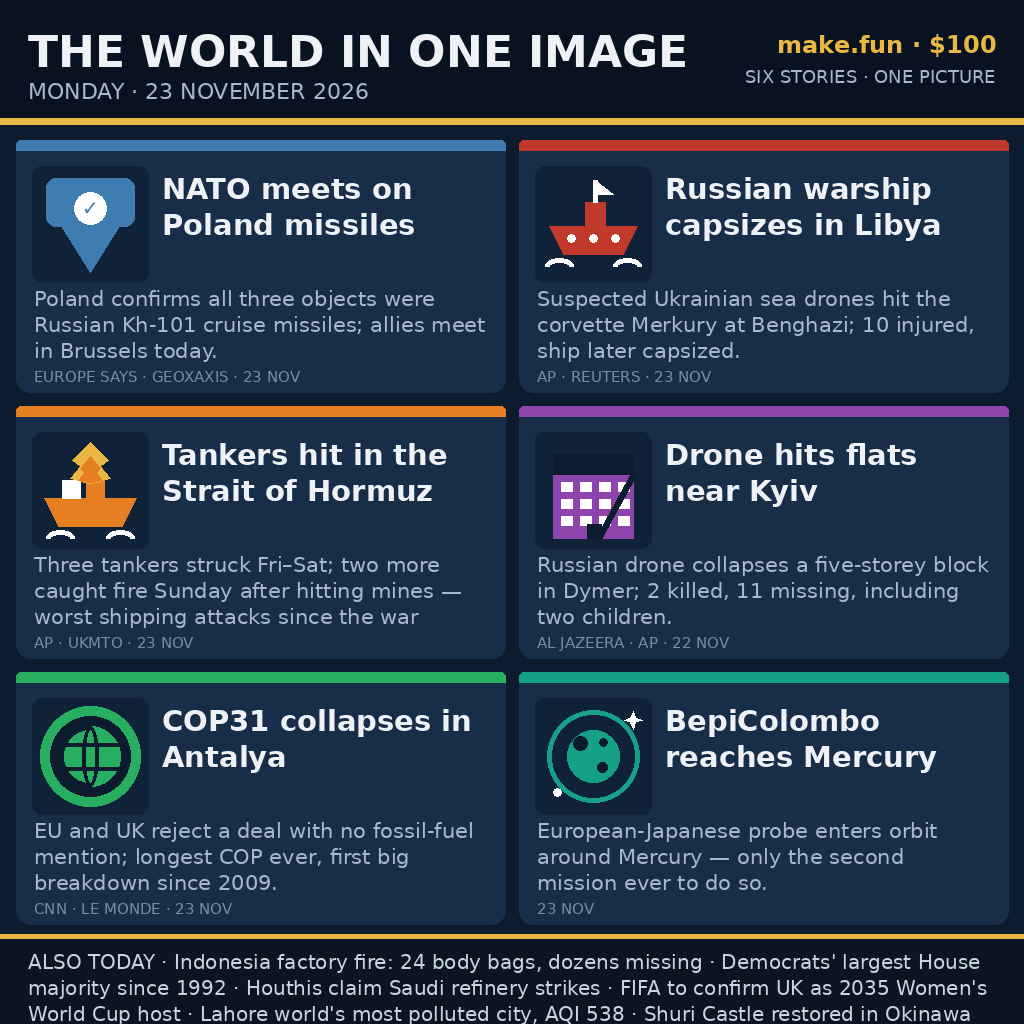 THE WORLD IN ONE IMAGE
MONDAY · 23 NOVEMBER 2026
make.fun · $100
SIX STORIES · ONE PICTURE
NATO meets on
Poland missiles
Poland confirms all three objects were
Russian Kh-101 cruise missiles; allies meet
in Brussels today.
EUROPE SAYS · GEOXAXIS · 23 NOV
Russian warship
capsizes in Libya
Suspected Ukrainian sea drones hit the
corvette Merkury at Benghazi; 10 injured,
ship later capsized.
AP · REUTERS · 23 NOV
Tankers hit in the
Strait of Hormuz
Three tankers struck Fri–Sat; two more
caught fire Sunday after hitting mines —
worst shipping attacks since the war
AP · UKMTO · 23 NOV
Drone hits flats
near Kyiv
Russian drone collapses a five-storey block
in Dymer; 2 killed, 11 missing, including
two children.
AL JAZEERA · AP · 22 NOV
COP31 collapses in
Antalya
EU and UK reject a deal with no fossil-fuel
mention; longest COP ever, first big
breakdown since 2009.
CNN · LE MONDE · 23 NOV
BepiColombo
reaches Mercury
European-Japanese probe enters orbit
around Mercury — only the second
mission ever to do so.
23 NOV
ALSO TODAY · Indonesia factory fire: 24 body bags, dozens missing · Democrats' largest House
majority since 1992 · Houthis claim Saudi refinery strikes · FIFA to confirm UK as 2035 Women's
World Cup host · Lahore world's most polluted city, AQI 538 · Shuri Castle restored in Okinawa